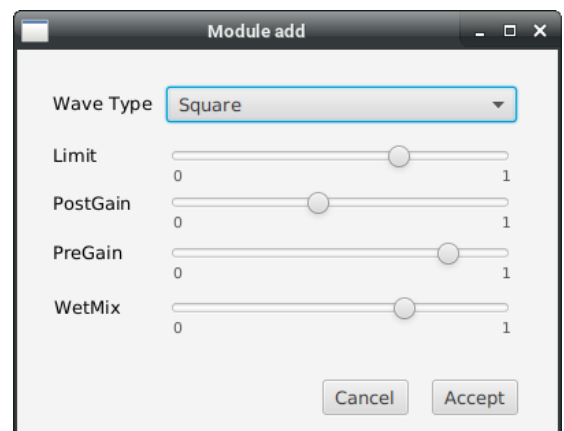 Module add
Wave Type Square
Limit
0 1
PostGain
0 1
PreGain
0 1
WetMix
0 1
Cancel Accept